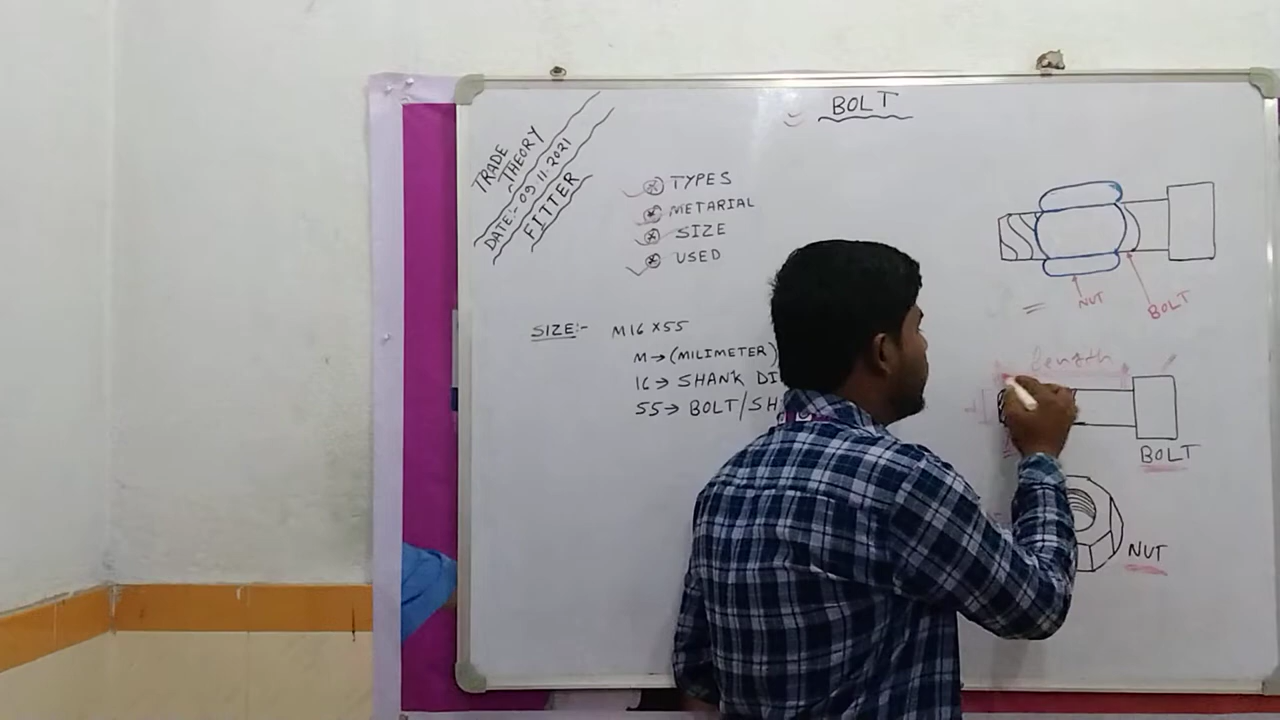 BOLT
TRADE THEORY
DATE:- 09.11.2021
FITTER
TYPES
METARIAL
SIZE
USED
NUT
BOLT
SIZE:- M16 X 55
M → (MILIMETER)
16 → SHANK DI
55 → BOLT/SH
length
BOLT
NUT